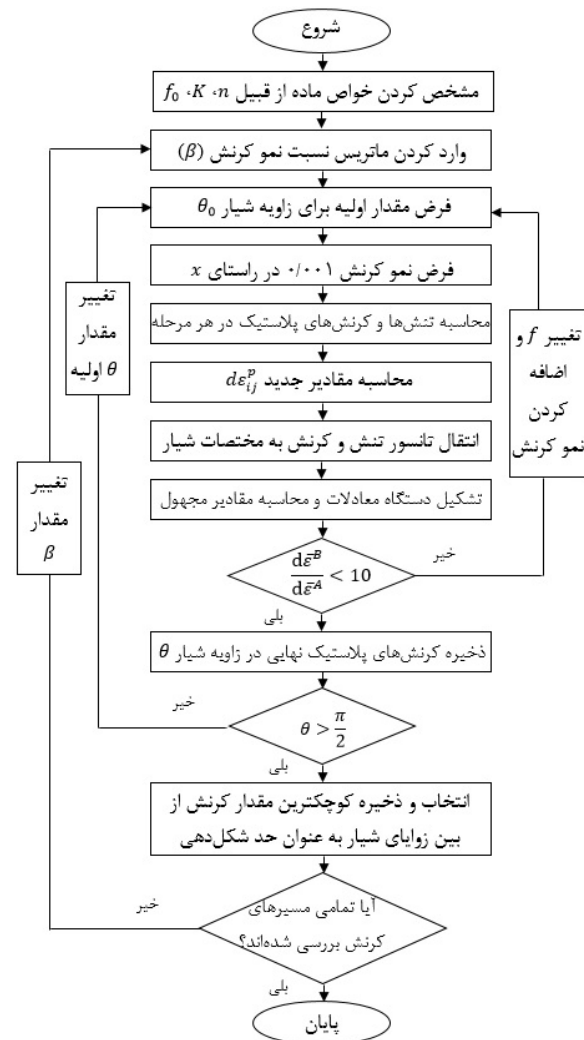 شروع
مشخص کردن خواص ماده از قبیل f₀ ،K ،n
وارد کردن ماتریس نسبت نمو کرنش (β)
فرض مقدار اولیه برای زاویه شیار θ₀
فرض نمو کرنش ۰/۰۰۱ در راستای x
محاسبه تنش‌ها و کرنش‌های پلاستیک در هر مرحله
محاسبه مقادیر جدید dε_{ij}^{p}
انتقال تانسور تنش و کرنش به مختصات شیار
تشکیل دستگاه معادلات و محاسبه مقادیر مجهول
dε̄ᴮ/dε̄ᴬ < 10
خیر
تغییر f و
اضافه
کردن
نمو کرنش
بلی
ذخیره کرنش‌های پلاستیک نهایی در زاویه شیار θ
θ > π/2
خیر
تغییر
مقدار
θ اولیه
بلی
انتخاب و ذخیره کوچکترین مقدار کرنش از
بین زوایای شیار به عنوان حد شکل‌دهی
آیا تمامی مسیرهای
کرنش بررسی شده‌اند؟
خیر
تغییر
مقدار
β
بلی
پایان